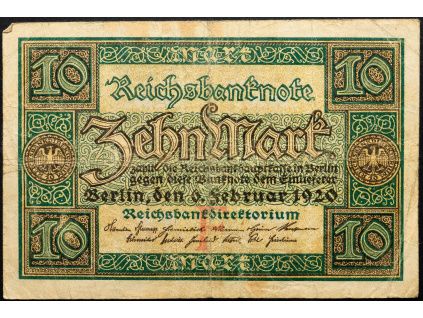 mark
10 Reichsbanknote 10
Zehn Mark
zahlt die Reichsbankhauptkasse in Berlin
gegen diese Banknote dem Einlieferer
Berlin, den 6. Februar 1920
Reichsbankdirektorium
10 10
mark